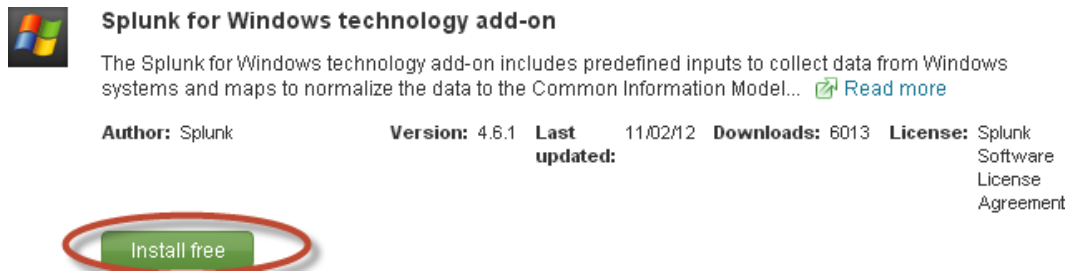 Splunk for Windows technology add-on
The Splunk for Windows technology add-on includes predefined inputs to collect data from Windows
systems and maps to normalize the data to the Common Information Model... Read more
Author: Splunk Version: 4.6.1 Last updated: 11/02/12 Downloads: 6013 License: Splunk Software License Agreement
Install free